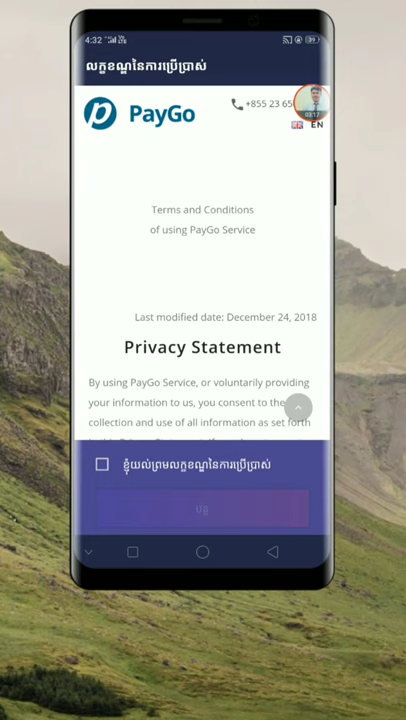 4:32
39
លក្ខខណ្ឌនៃការប្រើប្រាស់
PayGo
+855 23 65
03:17
EN
Terms and Conditions
of using PayGo Service
Last modified date: December 24, 2018
Privacy Statement
By using PayGo Service, or voluntarily providing
your information to us, you consent to the
collection and use of all information as set forth
ខ្ញុំយល់ព្រមលក្ខខណ្ឌនៃការប្រើប្រាស់
បន្ត